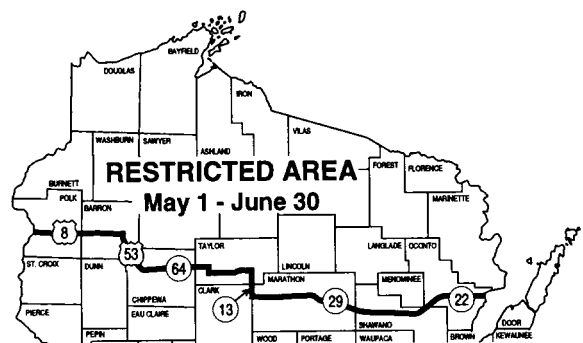 BAYFIELD
DOUGLAS
IRON
VILAS
WASHBURN
SAWYER
ASHLAND
FOREST
FLORENCE
RESTRICTED AREA
May 1 - June 30
BURNETT
POLK
BARRON
MARINETTE
8
53
64
TAYLOR
LINCOLN
LANGLADE
OCONTO
ST. CROIX
DUNN
CHIPPEWA
CLARK
MARATHON
MENOMINEE
13
29
22
PIERCE
EAU CLAIRE
SHAWANO
DOOR
PEPIN
WOOD
PORTAGE
WAUPACA
BROWN
KEWAUNEE